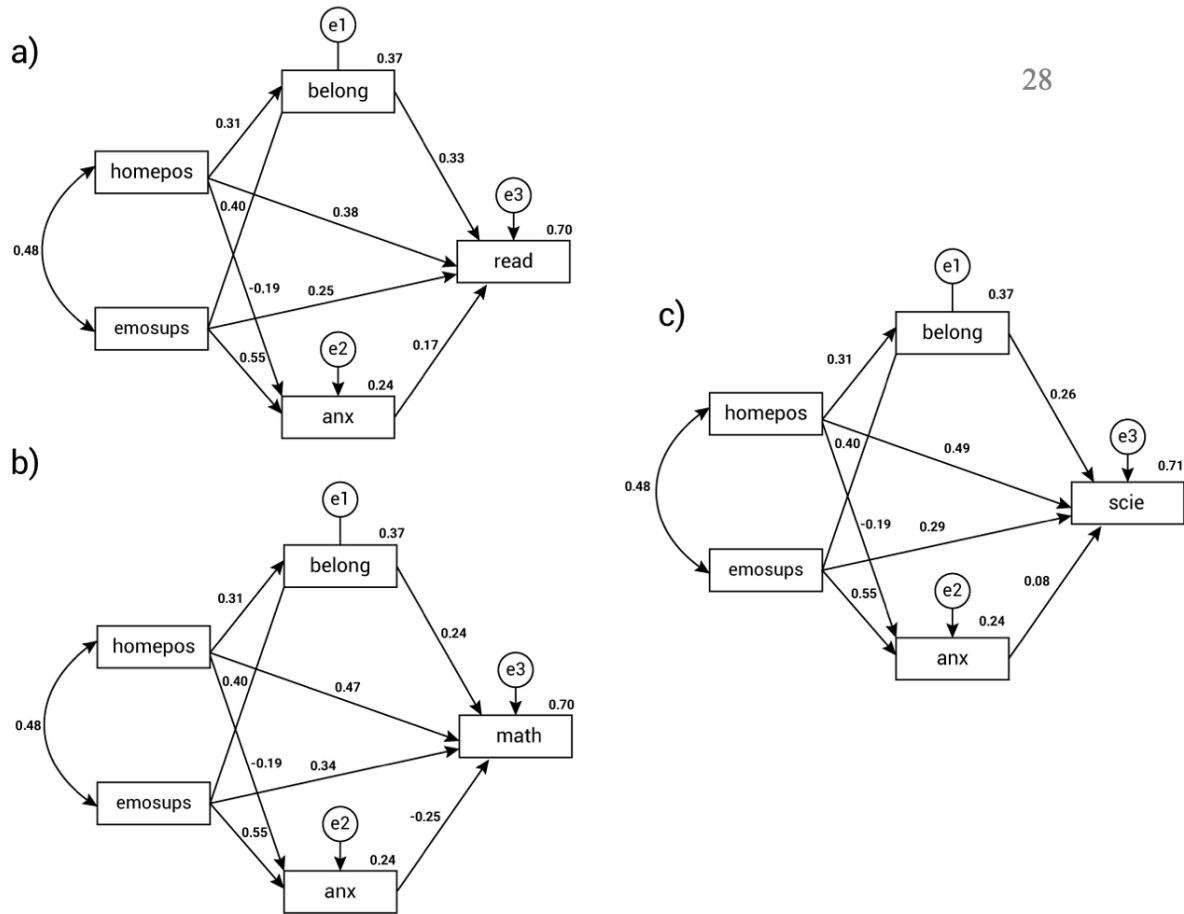 28
a)
e1
0.37
belong
0.31
0.33
homepos
e3
0.40
0.38
0.70
0.48
read
-0.19
0.25
emosups
e2
0.17
0.55
0.24
anx
b)
e1
0.37
belong
0.31
0.24
homepos
e3
0.40
0.47
0.70
0.48
math
-0.19
0.34
emosups
e2
-0.25
0.55
0.24
anx
c)
e1
0.37
belong
0.31
0.26
homepos
e3
0.40
0.49
0.71
0.48
scie
-0.19
0.29
emosups
e2
0.08
0.55
0.24
anx